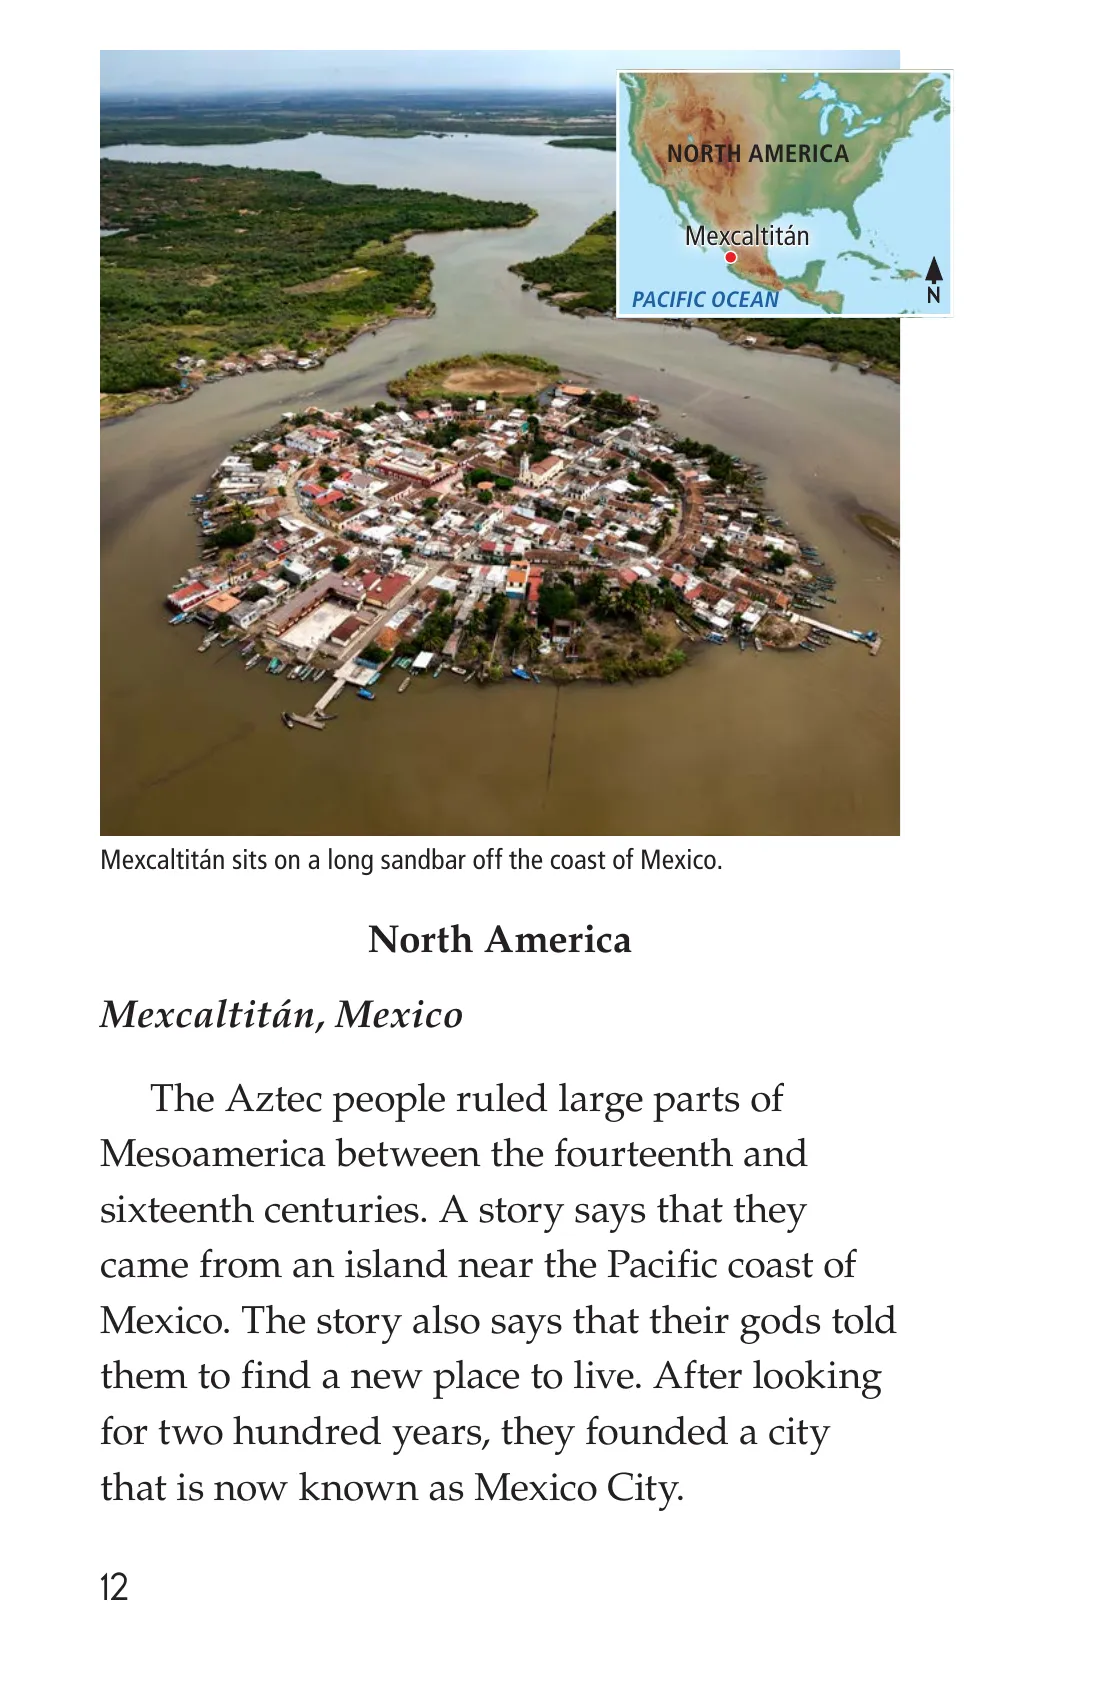 NORTH AMERICA
Mexcaltitán
PACIFIC OCEAN
N
Mexcaltitán sits on a long sandbar off the coast of Mexico.
North America
Mexcaltitán, Mexico
The Aztec people ruled large parts of
Mesoamerica between the fourteenth and
sixteenth centuries. A story says that they
came from an island near the Pacific coast of
Mexico. The story also says that their gods told
them to find a new place to live. After looking
for two hundred years, they founded a city
that is now known as Mexico City.
12